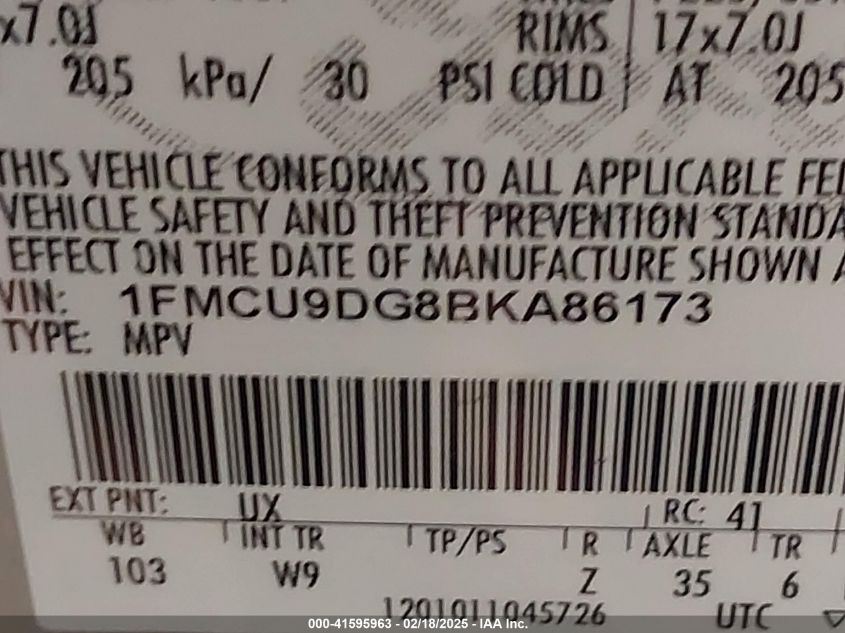 x7.0J RIMS 17x7.0J
205 kPa/ 30 PSI COLD AT 205
THIS VEHICLE CONFORMS TO ALL APPLICABLE FE
VEHICLE SAFETY AND THEFT PREVENTION STANDA
EFFECT ON THE DATE OF MANUFACTURE SHOWN A
VIN: 1FMCU9DG8BKA86173
TYPE: MPV
EXT PNT: UX RC: 41
WB INT TR TP/PS R AXLE TR
103 W9 Z 35 6
1201011045726 UTC
000-41595963 - 02/18/2025 - IAA Inc.